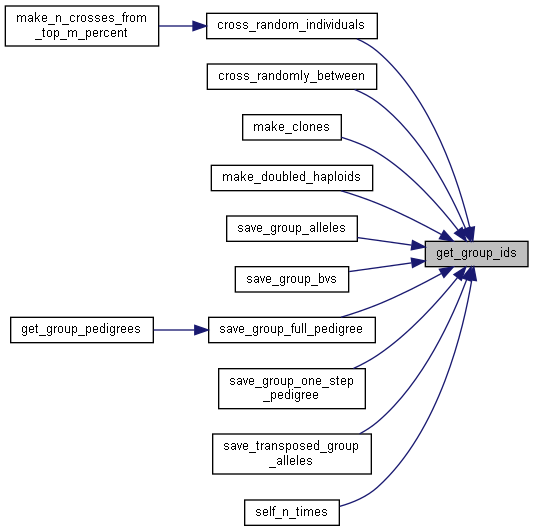 make_n_crosses_from
_top_m_percent
cross_random_individuals
cross_randomly_between
make_clones
make_doubled_haploids
save_group_alleles
get_group_ids
save_group_bvs
get_group_pedigrees
save_group_full_pedigree
save_group_one_step
_pedigree
save_transposed_group
_alleles
self_n_times